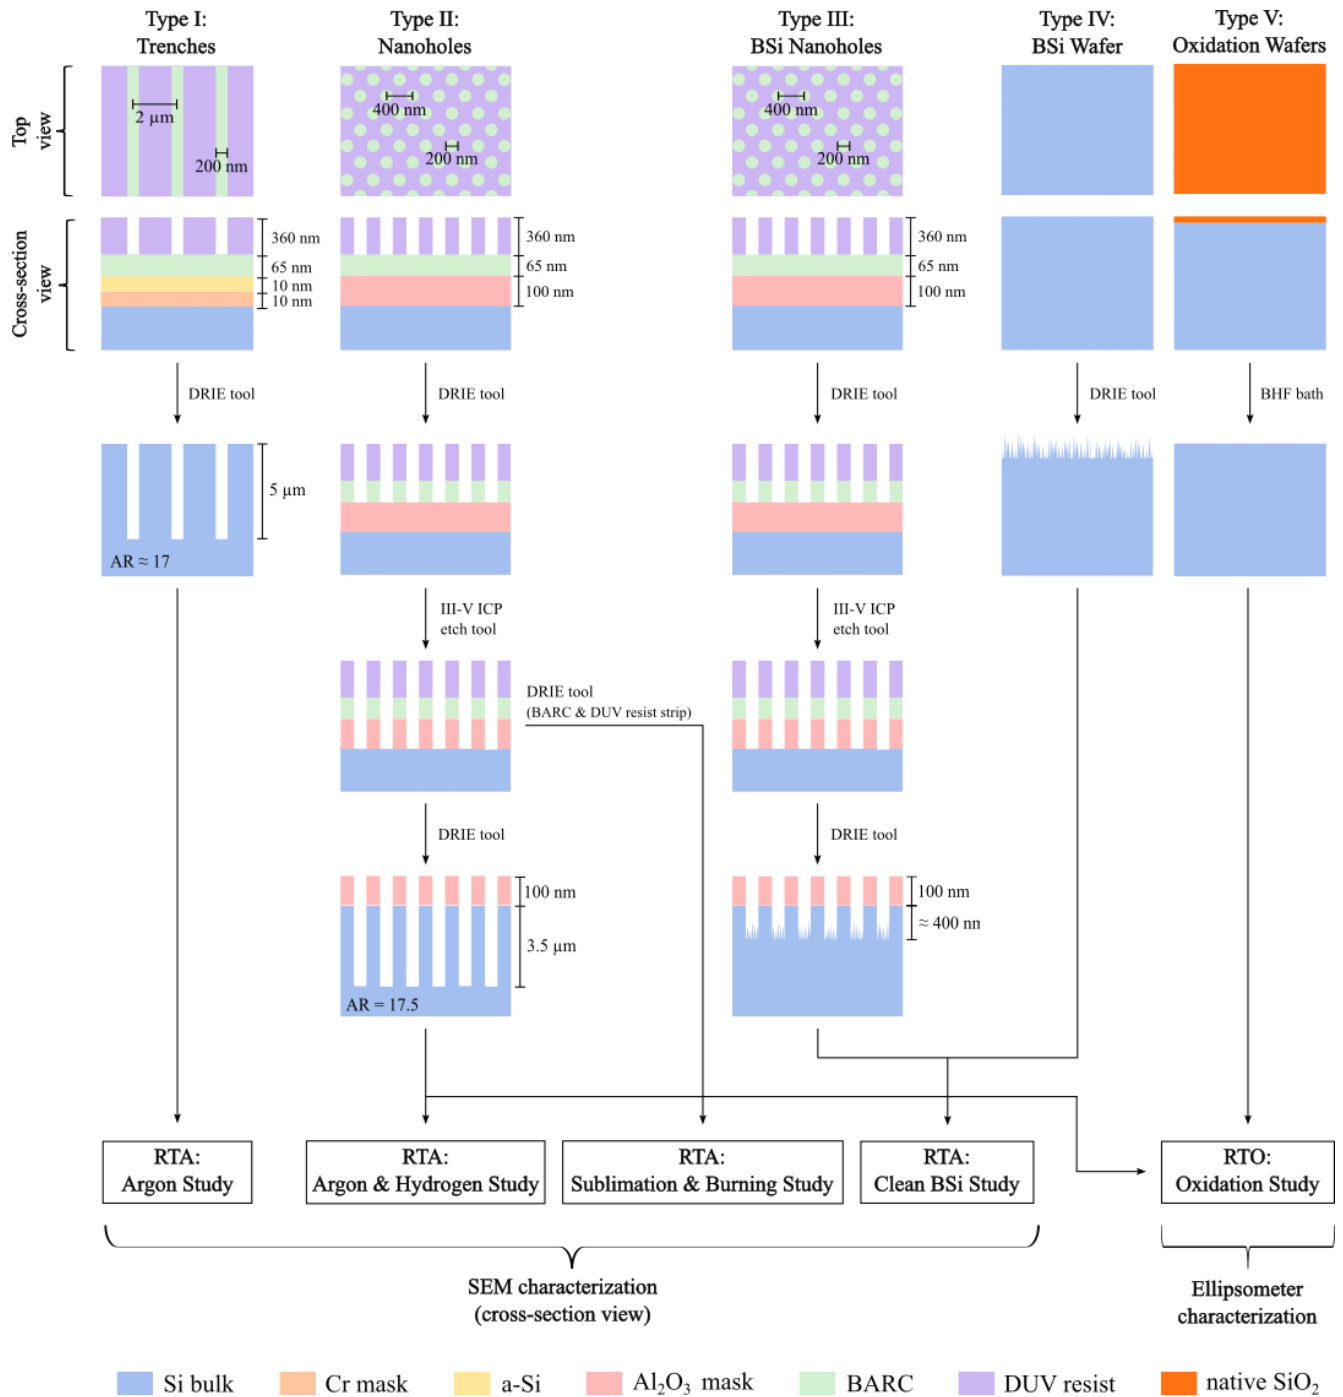 Type I:
Trenches
Type II:
Nanoholes
Type III:
BSi Nanoholes
Type IV:
BSi Wafer
Type V:
Oxidation Wafers
Top
view
2 µm
200 nm
400 nm
200 nm
400 nm
200 nm
Cross-section
view
360 nm
65 nm
10 nm
10 nm
360 nm
65 nm
100 nm
360 nm
65 nm
100 nm
DRIE tool
DRIE tool
DRIE tool
DRIE tool
BHF bath
5 µm
AR ≈ 17
III-V ICP
etch tool
III-V ICP
etch tool
DRIE tool
(BARC & DUV resist strip)
DRIE tool
DRIE tool
100 nm
3.5 µm
AR = 17.5
100 nm
≈ 400 nn
RTA:
Argon Study
RTA:
Argon & Hydrogen Study
RTA:
Sublimation & Burning Study
RTA:
Clean BSi Study
RTO:
Oxidation Study
SEM characterization
(cross-section view)
Ellipsometer
characterization
Si bulk
Cr mask
a-Si
Al₂O₃ mask
BARC
DUV resist
native SiO₂